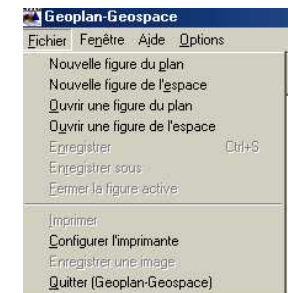 Geoplan-Geospace
Fichier Fenêtre Aide Options
Nouvelle figure du plan
Nouvelle figure de l'espace
Ouvrir une figure du plan
Ouvrir une figure de l'espace
Enregistrer Ctrl+S
Enregistrer sous
Fermer la figure active
Imprimer
Configurer l'imprimante
Enregistrer une image
Quitter (Geoplan-Geospace)